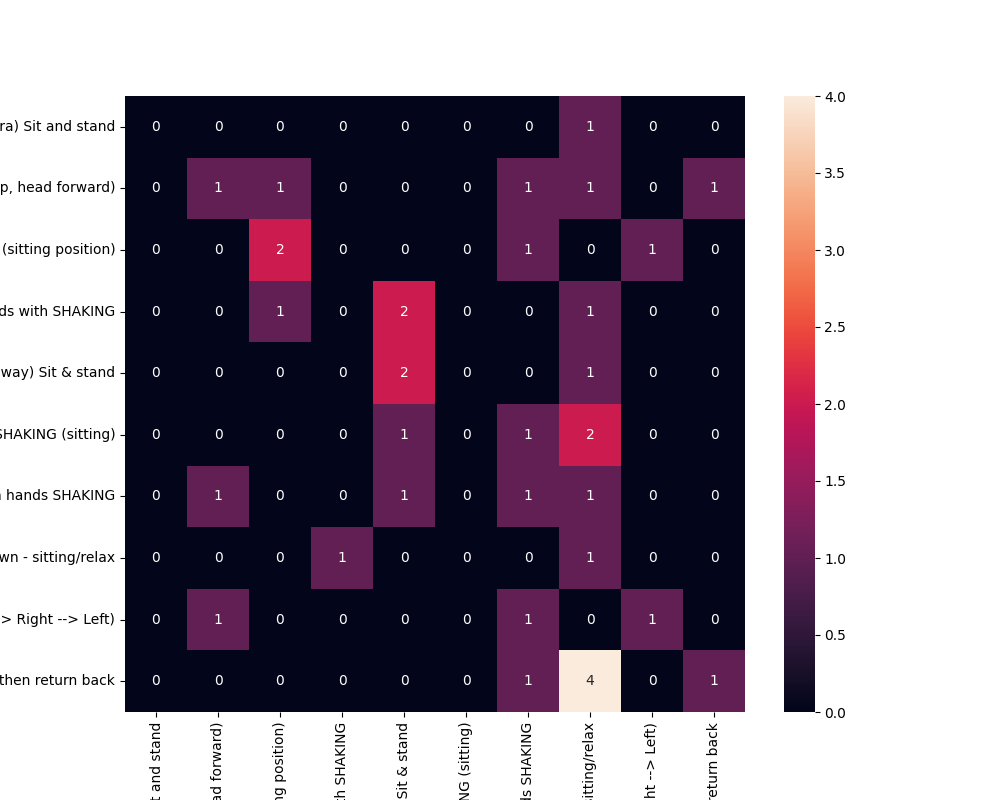 ra) Sit and stand 0 0 0 0 0 0 0 1 0 0
p, head forward) 0 1 1 0 0 0 1 1 0 1
(sitting position) 0 0 2 0 0 0 1 0 1 0
ds with SHAKING 0 0 1 0 2 0 0 1 0 0
way) Sit & stand 0 0 0 0 2 0 0 1 0 0
SHAKING (sitting) 0 0 0 0 1 0 1 2 0 0
hands SHAKING 0 1 0 0 1 0 1 1 0 0
wn - sitting/relax 0 0 0 1 0 0 0 1 0 0
> Right --> Left) 0 1 0 0 0 0 1 0 1 0
then return back 0 0 0 0 0 0 1 4 0 1
t and stand
ad forward)
ng position)
th SHAKING
Sit & stand
NG (sitting)
ds SHAKING
sitting/relax
ht --> Left)
return back
4.0
3.5
3.0
2.5
2.0
1.5
1.0
0.5
0.0